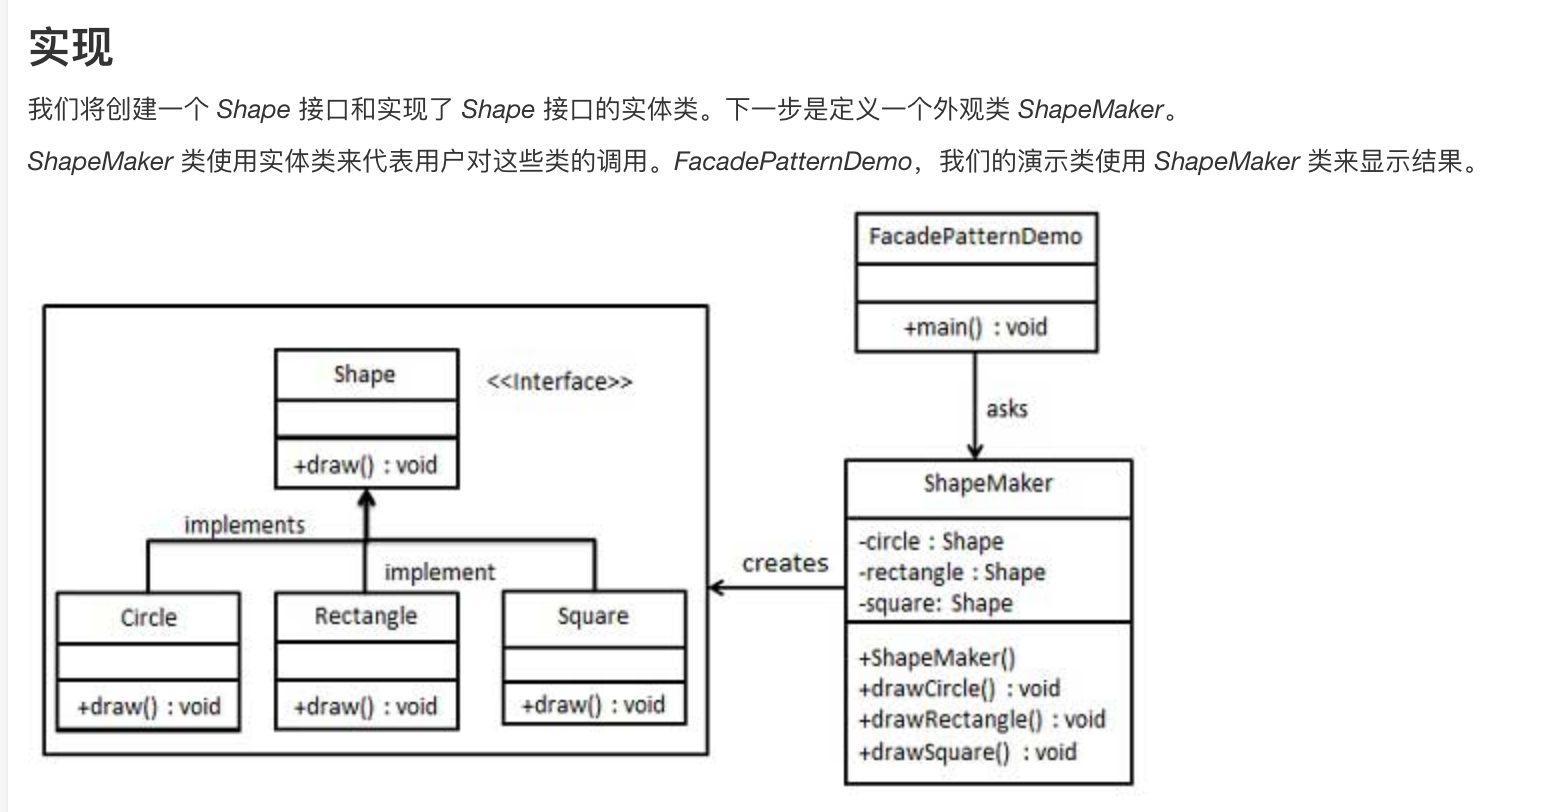 实现
我们将创建一个 Shape 接口和实现了 Shape 接口的实体类。下一步是定义一个外观类 ShapeMaker。
ShapeMaker 类使用实体类来代表用户对这些类的调用。FacadePatternDemo，我们的演示类使用 ShapeMaker 类来显示结果。
FacadePatternDemo
+main() : void
asks
Shape
<<Interface>>
+draw() : void
implements
implement
Circle
+draw() : void
Rectangle
+draw() : void
Square
+draw() : void
creates
ShapeMaker
-circle : Shape
-rectangle : Shape
-square: Shape
+ShapeMaker()
+drawCircle() : void
+drawRectangle() : void
+drawSquare() : void